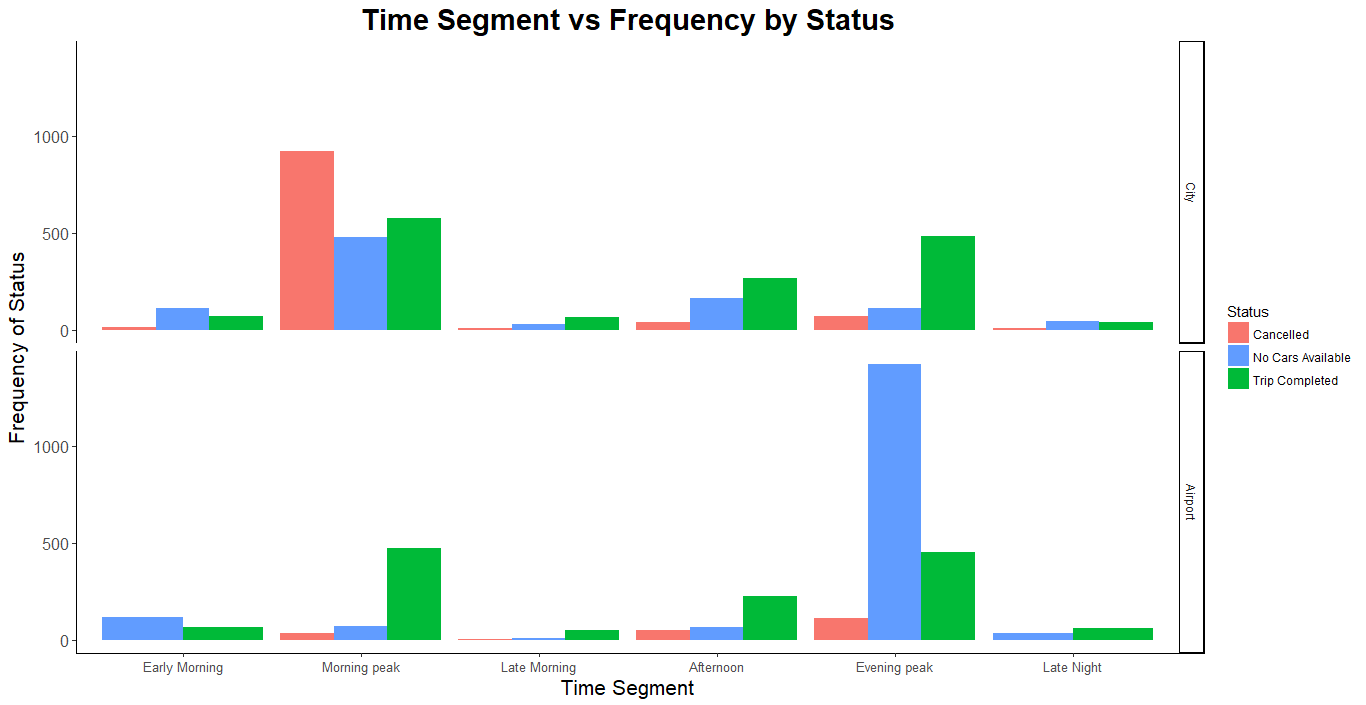 Time Segment vs Frequency by Status
Frequency of Status
1000
500
0
City
1000
500
0
Airport
Early Morning
Morning peak
Late Morning
Afternoon
Evening peak
Late Night
Time Segment
Status
Cancelled
No Cars Available
Trip Completed